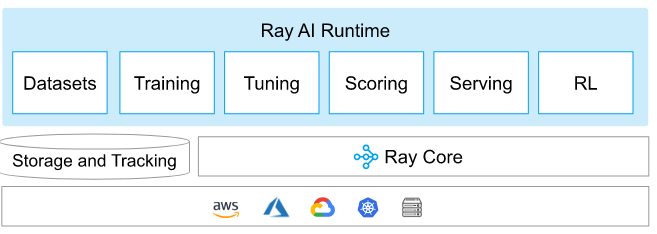 Ray AI Runtime
Datasets Training Tuning Scoring Serving RL
Storage and Tracking
Ray Core
aws